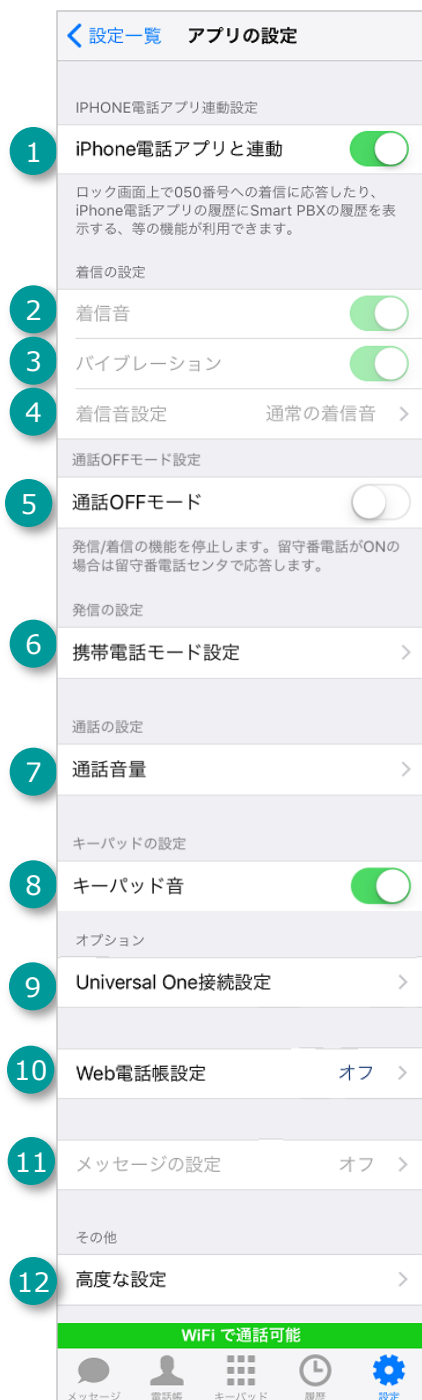 設定一覧 アプリの設定
IPHONE電話アプリ連動設定
1 iPhone電話アプリと連動
ロック画面上で050番号への着信に応答したり、
iPhone電話アプリの履歴にSmart PBXの履歴を表
示する、等の機能が利用できます。
着信の設定
2 着信音
3 バイブレーション
4 着信音設定 通常の着信音
通話OFFモード設定
5 通話OFFモード
発信/着信の機能を停止します。留守番電話がONの
場合は留守番電話センタで応答します。
発信の設定
6 携帯電話モード設定
通話の設定
7 通話音量
キーパッドの設定
8 キーパッド音
オプション
9 Universal One接続設定
10 Web電話帳設定 オフ
11 メッセージの設定 オフ
その他
12 高度な設定
WiFi で通話可能
メッセージ 電話帳 キーパッド 履歴 設定